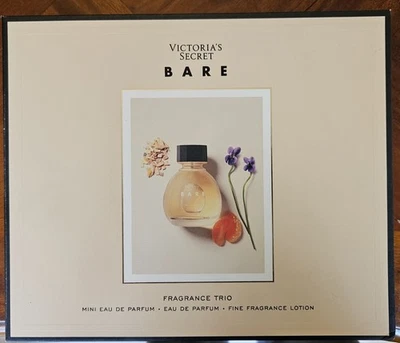 VICTORIA'S
SECRET
BARE
FRAGRANCE TRIO
MINI EAU DE PARFUM • EAU DE PARFUM • FINE FRAGRANCE LOTION